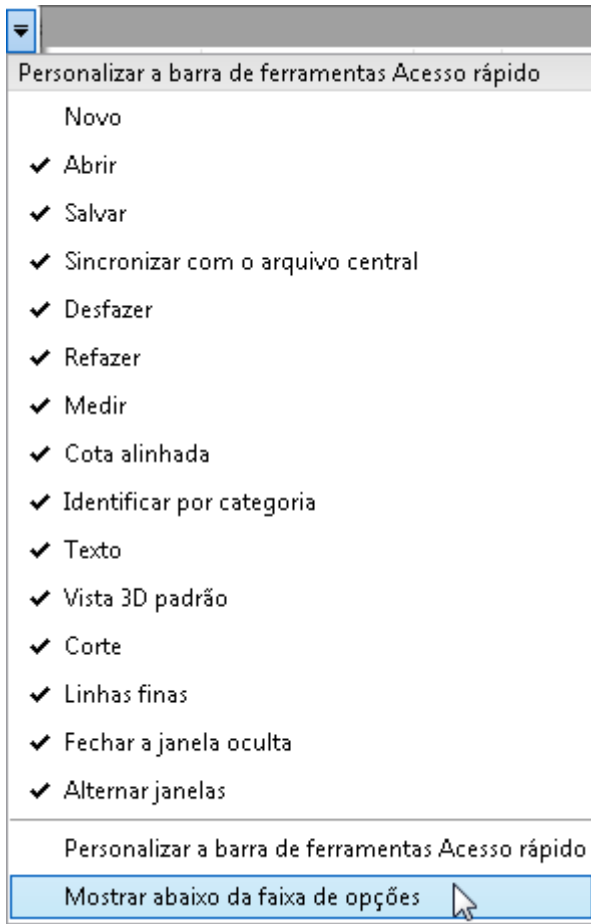 Personalizar a barra de ferramentas Acesso rápido
Novo
Abrir
Salvar
Sincronizar com o arquivo central
Desfazer
Refazer
Medir
Cota alinhada
Identificar por categoria
Texto
Vista 3D padrão
Corte
Linhas finas
Fechar a janela oculta
Alternar janelas
Personalizar a barra de ferramentas Acesso rápido
Mostrar abaixo da faixa de opções